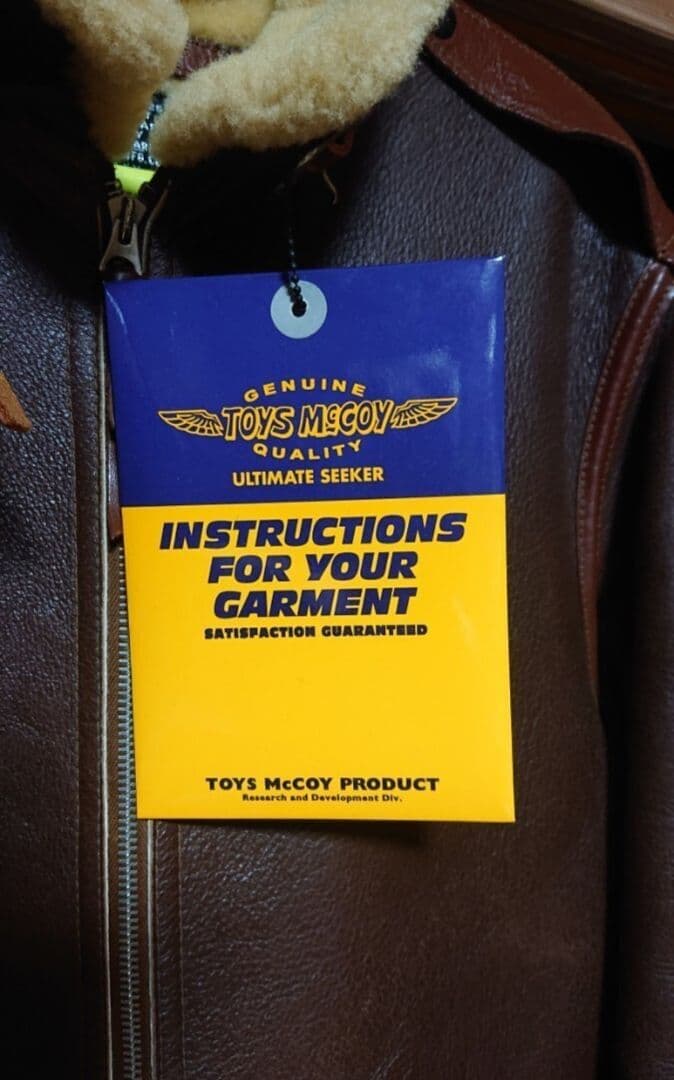 GENUINE
TOYS McCOY
QUALITY
ULTIMATE SEEKER
INSTRUCTIONS
FOR YOUR
GARMENT
SATISFACTION GUARANTEED
TOYS McCOY PRODUCT
Research and Development Div.